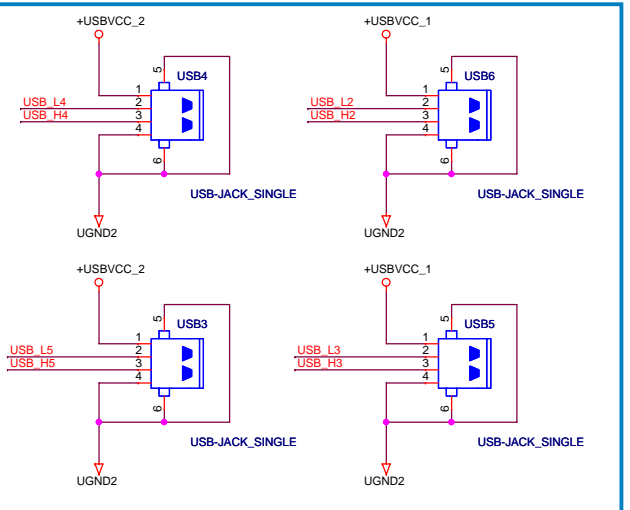 +USBVCC_2
5
USB4
1
USB_L4
2
USB_H4
3
4
6
USB-JACK_SINGLE
UGND2
+USBVCC_1
5
USB6
1
USB_L2
2
USB_H2
3
4
6
USB-JACK_SINGLE
UGND2
+USBVCC_2
5
USB3
1
USB_L5
2
USB_H5
3
4
6
USB-JACK_SINGLE
UGND2
+USBVCC_1
5
USB5
1
USB_L3
2
USB_H3
3
4
6
USB-JACK_SINGLE
UGND2